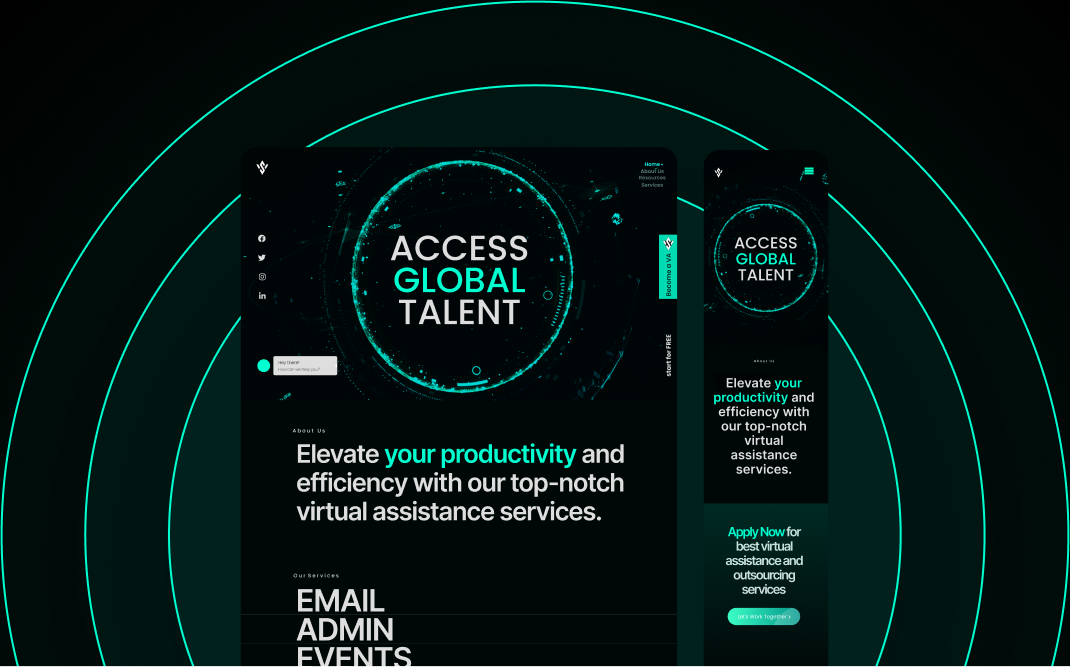 Home
About Us
Resources
Services
ACCESS
GLOBAL
TALENT
Become a VA
start for FREE
Hey there!
How can we help you?
About Us
Elevate your productivity and
efficiency with our top-notch
virtual assistance services.
Our Services
EMAIL
ADMIN
EVENTS
ACCESS
GLOBAL
TALENT
About Us
Elevate your
productivity and
efficiency with
our top-notch
virtual
assistance
services.
Apply Now for
best virtual
assistance and
outsourcing
services
Let's Work Together